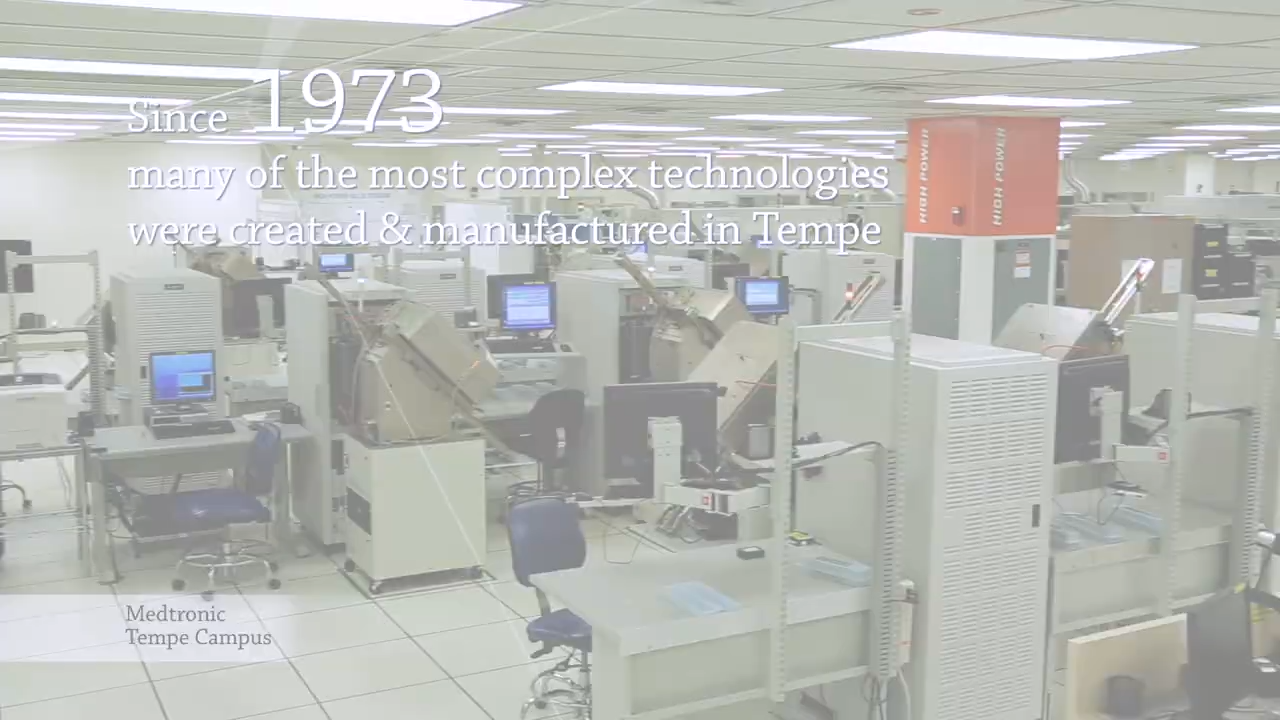 Since 1973
many of the most complex technologies
were created & manufactured in Tempe
HIGH POWER
HIGH POWER
Medtronic
Tempe Campus